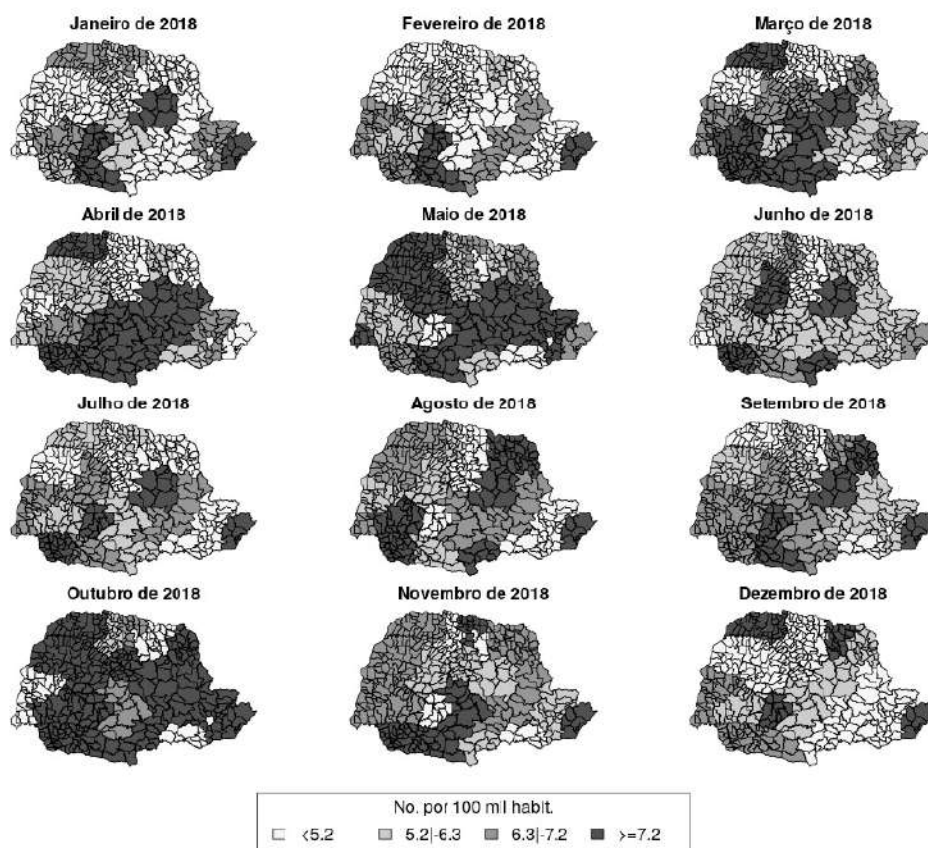 Janeiro de 2018
Fevereiro de 2018
Março de 2018
Abril de 2018
Maio de 2018
Junho de 2018
Julho de 2018
Agosto de 2018
Setembro de 2018
Outubro de 2018
Novembro de 2018
Dezembro de 2018
No. por 100 mil habit.
<5.2 5.2|-6.3 6.3|-7.2 >=7.2